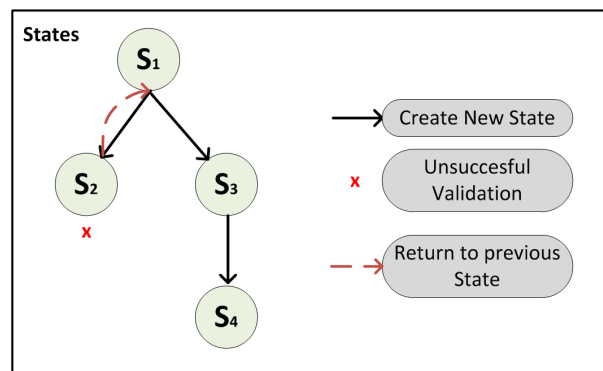 States
S1
S2
S3
S4
x
Create New State
x
Unsuccesful
Validation
Return to previous
State